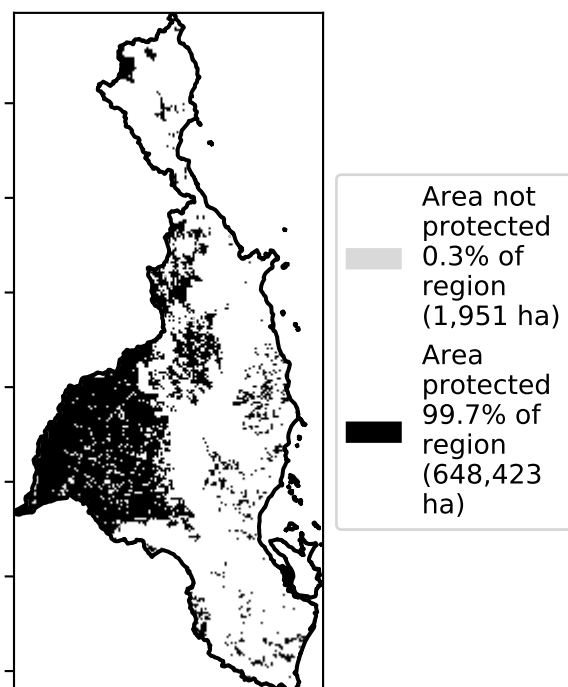 Area not
protected
0.3% of
region
(1,951 ha)
Area
protected
99.7% of
region
(648,423
ha)